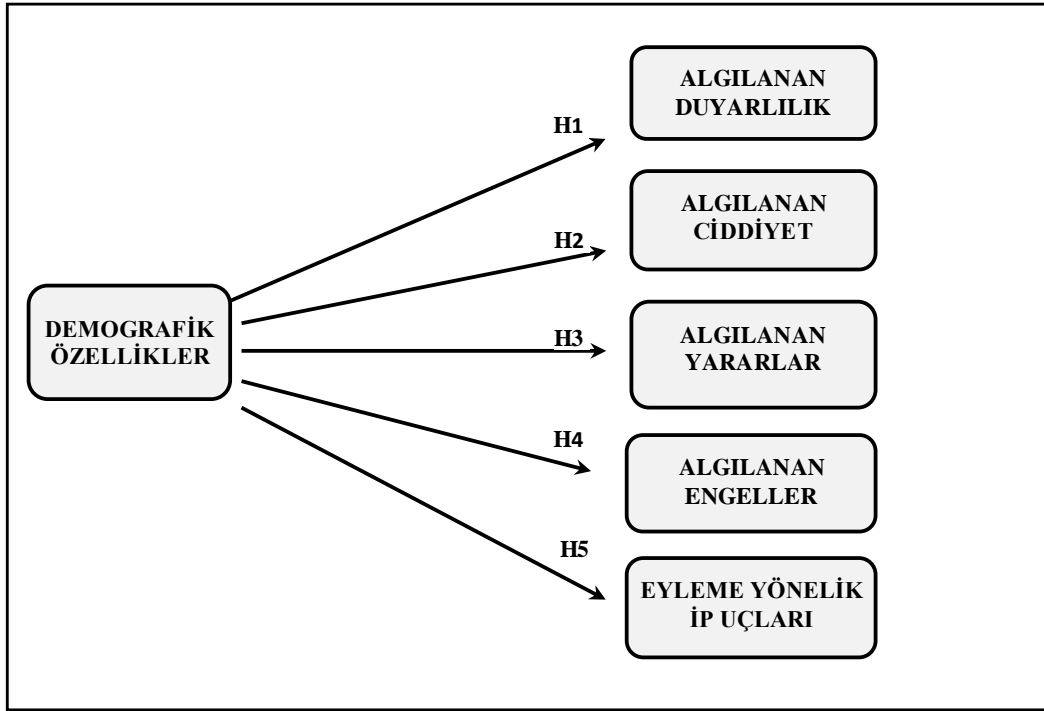 ALGILANAN
DUYARLILIK
H1
ALGILANAN
CİDDİYET
H2
DEMOGRAFİK
ÖZELLİKLER
H3
ALGILANAN
YARARLAR
H4
ALGILANAN
ENGELLER
H5
EYLEME YÖNELİK
İP UÇLARI